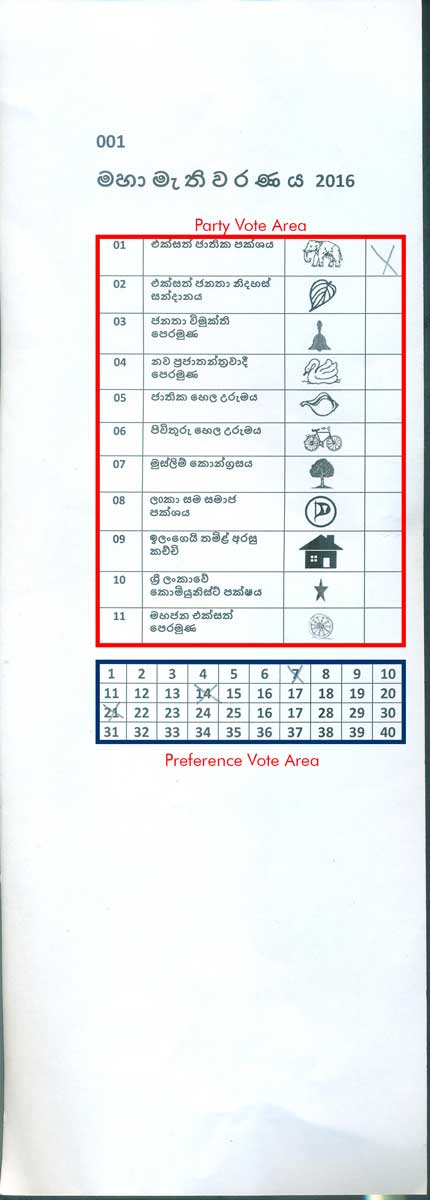 001
මහා මැතිවරණය 2016
Party Vote Area
01 එක්සත් ජාතික පක්ශය
02 එක්සත් ජනතා නිදහස්
සන්දානය
03 ජනතා විමුක්ති
පෙරමුණ
04 නව ප්‍රජාතන්ත්‍රවාදී
පෙරමුණ
05 ජාතික හෙල උරුමය
06 පිවිතුරු හෙල උරුමය
07 මුස්ලිම් කොන්ග්‍රසය
08 ල0කා සම සමාජ
පක්ශය
09 ඉලංගෙයි තමිළ් අරසු
කච්චි
10 ශ්‍රී ලංකාවේ
කොමියුනිස්ට් පක්ෂය
11 මහජන එක්සත්
පෙරමුණ
1 2 3 4 5 6 7 8 9 10
11 12 13 14 15 16 17 18 19 20
21 22 23 24 25 16 17 28 29 30
31 32 33 34 35 36 37 38 39 40
Preference Vote Area